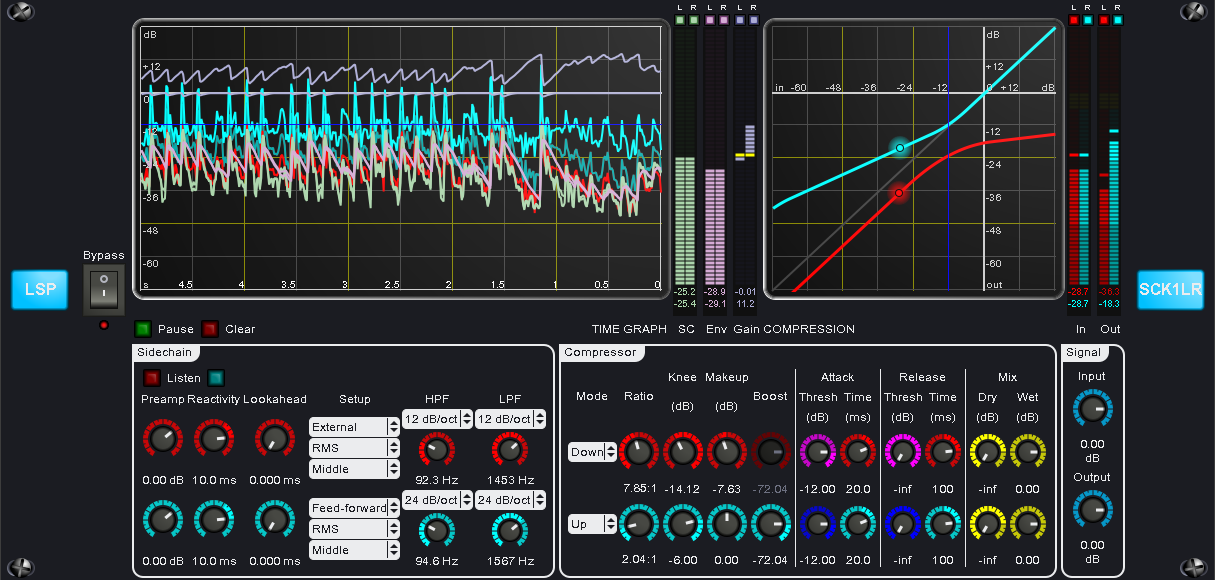 L R L R L R
L R L R
dB
+12
0
-12
-24
-36
-48
-60
s 4.5 4 3.5 3 2.5 2 1.5 1 0.5 0
-25.2 -28.9 -0.01
-25.4 -29.1 11.2
dB
+12
in -60 -48 -36 -24 -12 0 +12 dB
-12
-24
-36
-48
-60
out
-28.7 -36.3
-28.7 -18.3
Bypass
LSP
SCK1LR
Pause Clear
TIME GRAPH SC Env Gain COMPRESSION
In Out
Sidechain
Listen
Preamp Reactivity Lookahead
Setup
HPF LPF
External
RMS
Middle
12 dB/oct 12 dB/oct
0.00 dB 10.0 ms 0.000 ms
92.3 Hz 1453 Hz
Feed-forward
RMS
Middle
24 dB/oct 24 dB/oct
0.00 dB 10.0 ms 0.000 ms
94.6 Hz 1567 Hz
Compressor
Knee Makeup Attack Release Mix
Mode Ratio (dB) (dB) Boost Thresh Time Thresh Time Dry Wet
(dB) (ms) (dB) (ms) (dB) (dB)
Down
7.85:1 -14.12 -7.63 -72.04 -12.00 20.0 -inf 100 -inf 0.00
Up
2.04:1 -6.00 0.00 -72.04 -12.00 20.0 -inf 100 -inf 0.00
Signal
Input
0.00
dB
Output
0.00
dB